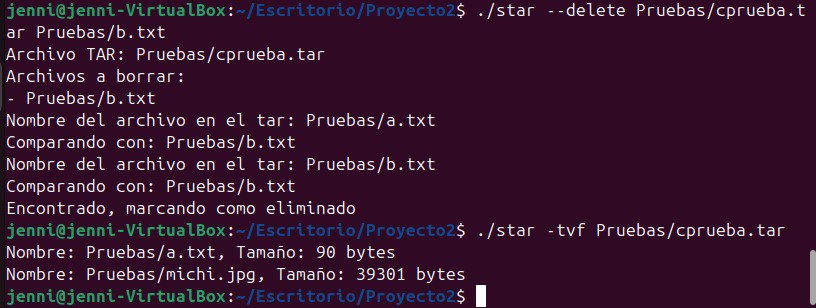 jenni@jenni-VirtualBox:~/Escritorio/Proyecto2$ ./star --delete Pruebas/cprueba.t
ar Pruebas/b.txt
Archivo TAR: Pruebas/cprueba.tar
Archivos a borrar:
- Pruebas/b.txt
Nombre del archivo en el tar: Pruebas/a.txt
Comparando con: Pruebas/b.txt
Nombre del archivo en el tar: Pruebas/b.txt
Comparando con: Pruebas/b.txt
Encontrado, marcando como eliminado
jenni@jenni-VirtualBox:~/Escritorio/Proyecto2$ ./star -tvf Pruebas/cprueba.tar
Nombre: Pruebas/a.txt, Tamaño: 90 bytes
Nombre: Pruebas/michi.jpg, Tamaño: 39301 bytes
jenni@jenni-VirtualBox:~/Escritorio/Proyecto2$